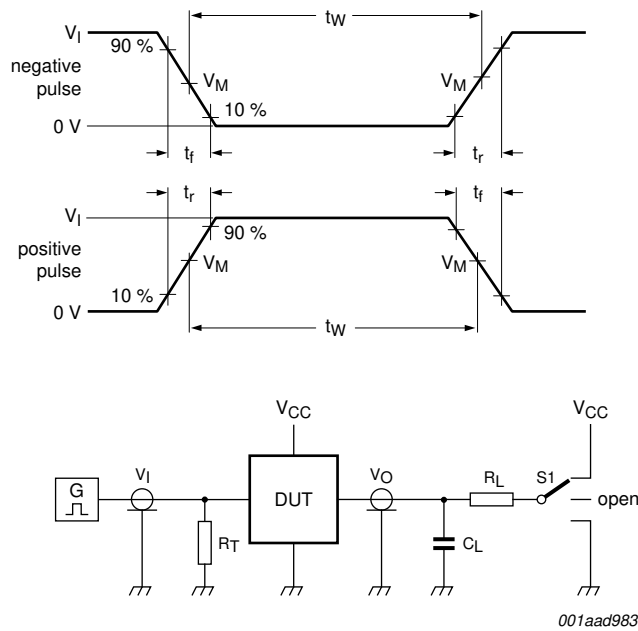 V_I
t_W
90 %
negative
pulse
V_M
V_M
10 %
0 V
t_f
t_r
t_r
t_f
V_I
90 %
positive
pulse
V_M
V_M
10 %
0 V
t_W
V_CC
V_CC
G
V_I
DUT
V_O
R_L
S1
open
R_T
C_L
001aad983